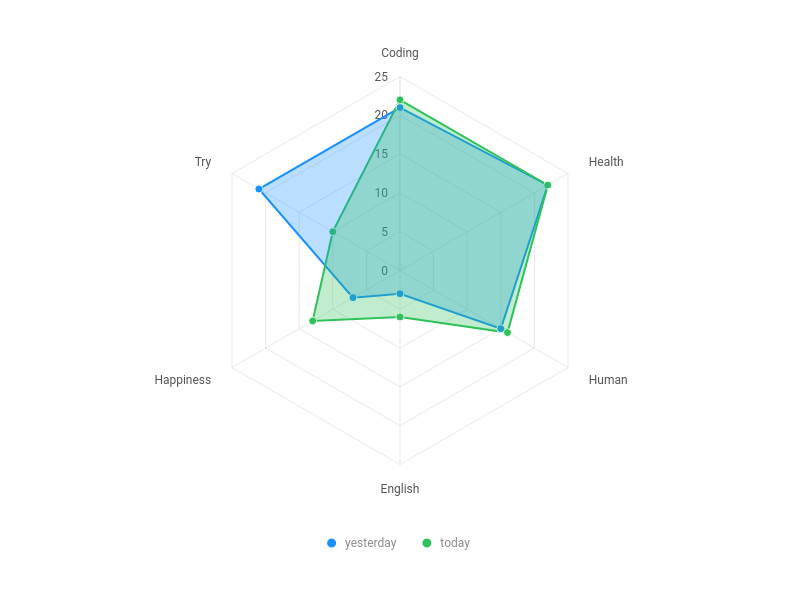 Coding
25
20
15
10
5
0
Try
Health
Happiness
Human
English
yesterday
today